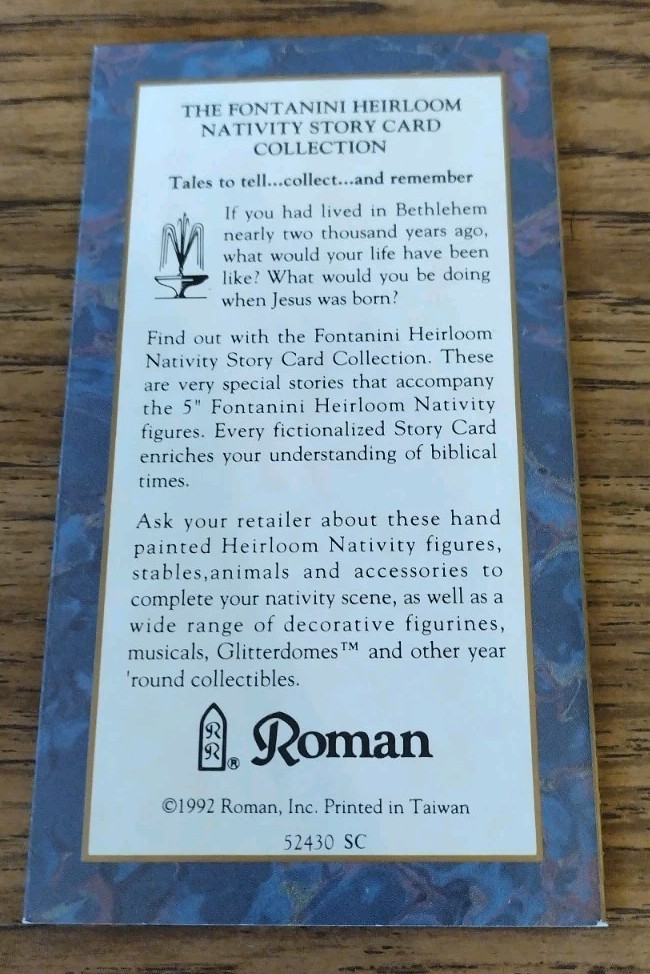 THE FONTANINI HEIRLOOM
NATIVITY STORY CARD
COLLECTION
Tales to tell...collect...and remember
If you had lived in Bethlehem
nearly two thousand years ago,
what would your life have been
like? What would you be doing
when Jesus was born?
Find out with the Fontanini Heirloom
Nativity Story Card Collection. These
are very special stories that accompany
the 5" Fontanini Heirloom Nativity
figures. Every fictionalized Story Card
enriches your understanding of biblical
times.
Ask your retailer about these hand
painted Heirloom Nativity figures,
stables,animals and accessories to
complete your nativity scene, as well as a
wide range of decorative figurines,
musicals, Glitterdomes™ and other year
'round collectibles.
R
R ® Roman
©1992 Roman, Inc. Printed in Taiwan
52430 SC